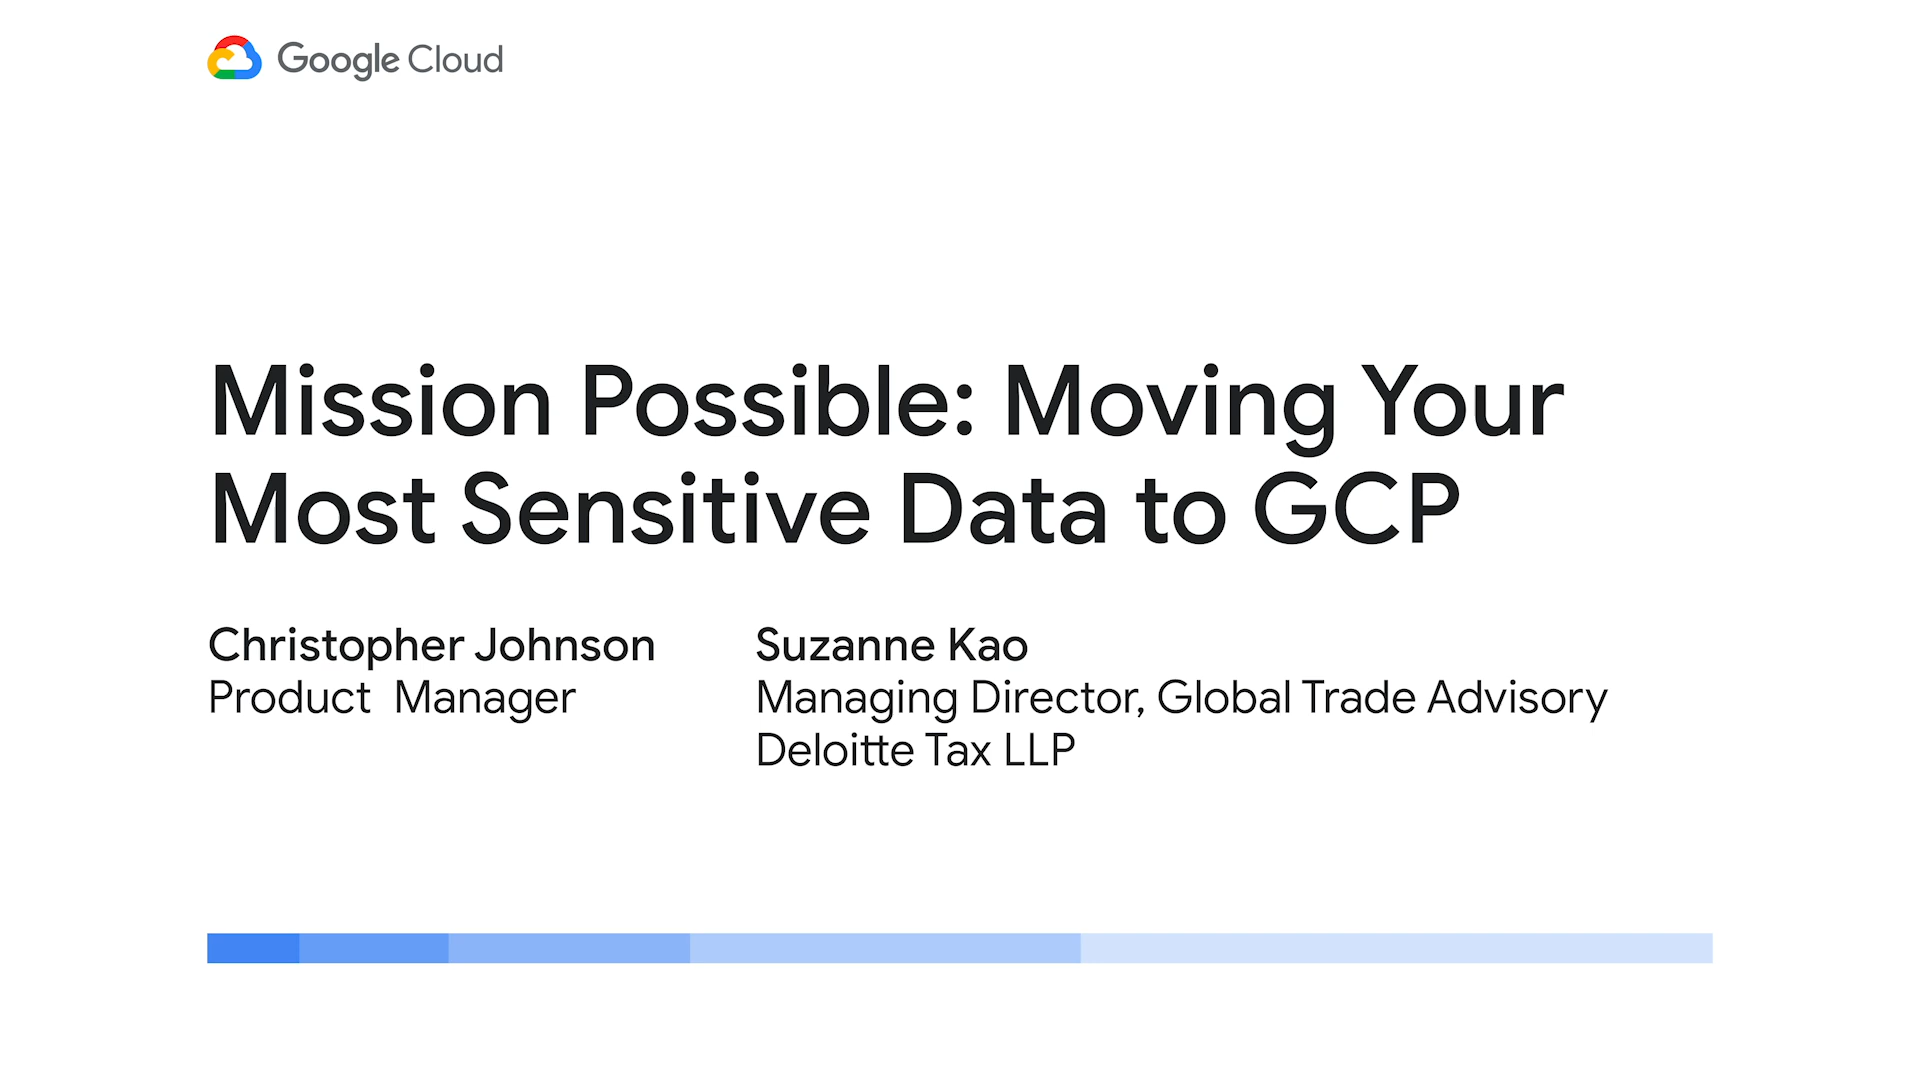 Google Cloud
Mission Possible: Moving Your
Most Sensitive Data to GCP
Christopher Johnson
Product Manager
Suzanne Kao
Managing Director, Global Trade Advisory
Deloitte Tax LLP